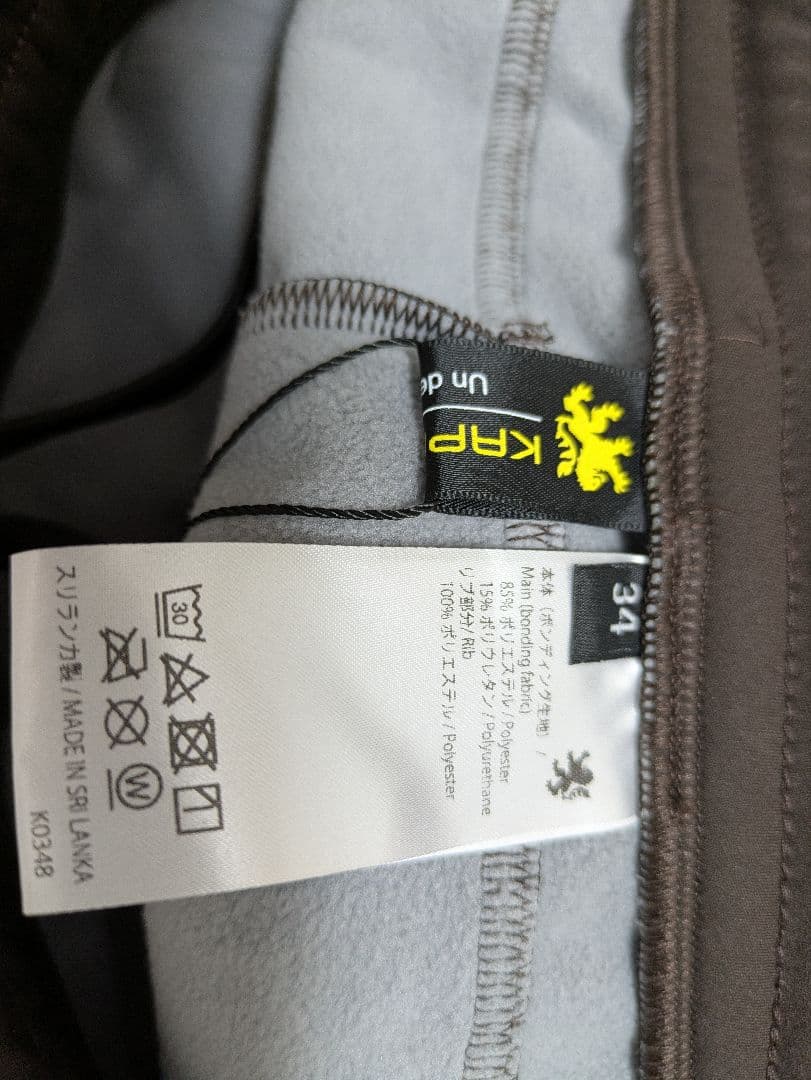 KAP
Un de
34
本体（ボンディング生地）/
Main (bonding fabric)
85% ポリエステル/Polyester
15% ポリウレタン/Polyurethane
リブ部分/Rib
100% ポリエステル/Polyester
30
W
スリランカ製/MADE IN SRI LANKA
K0348